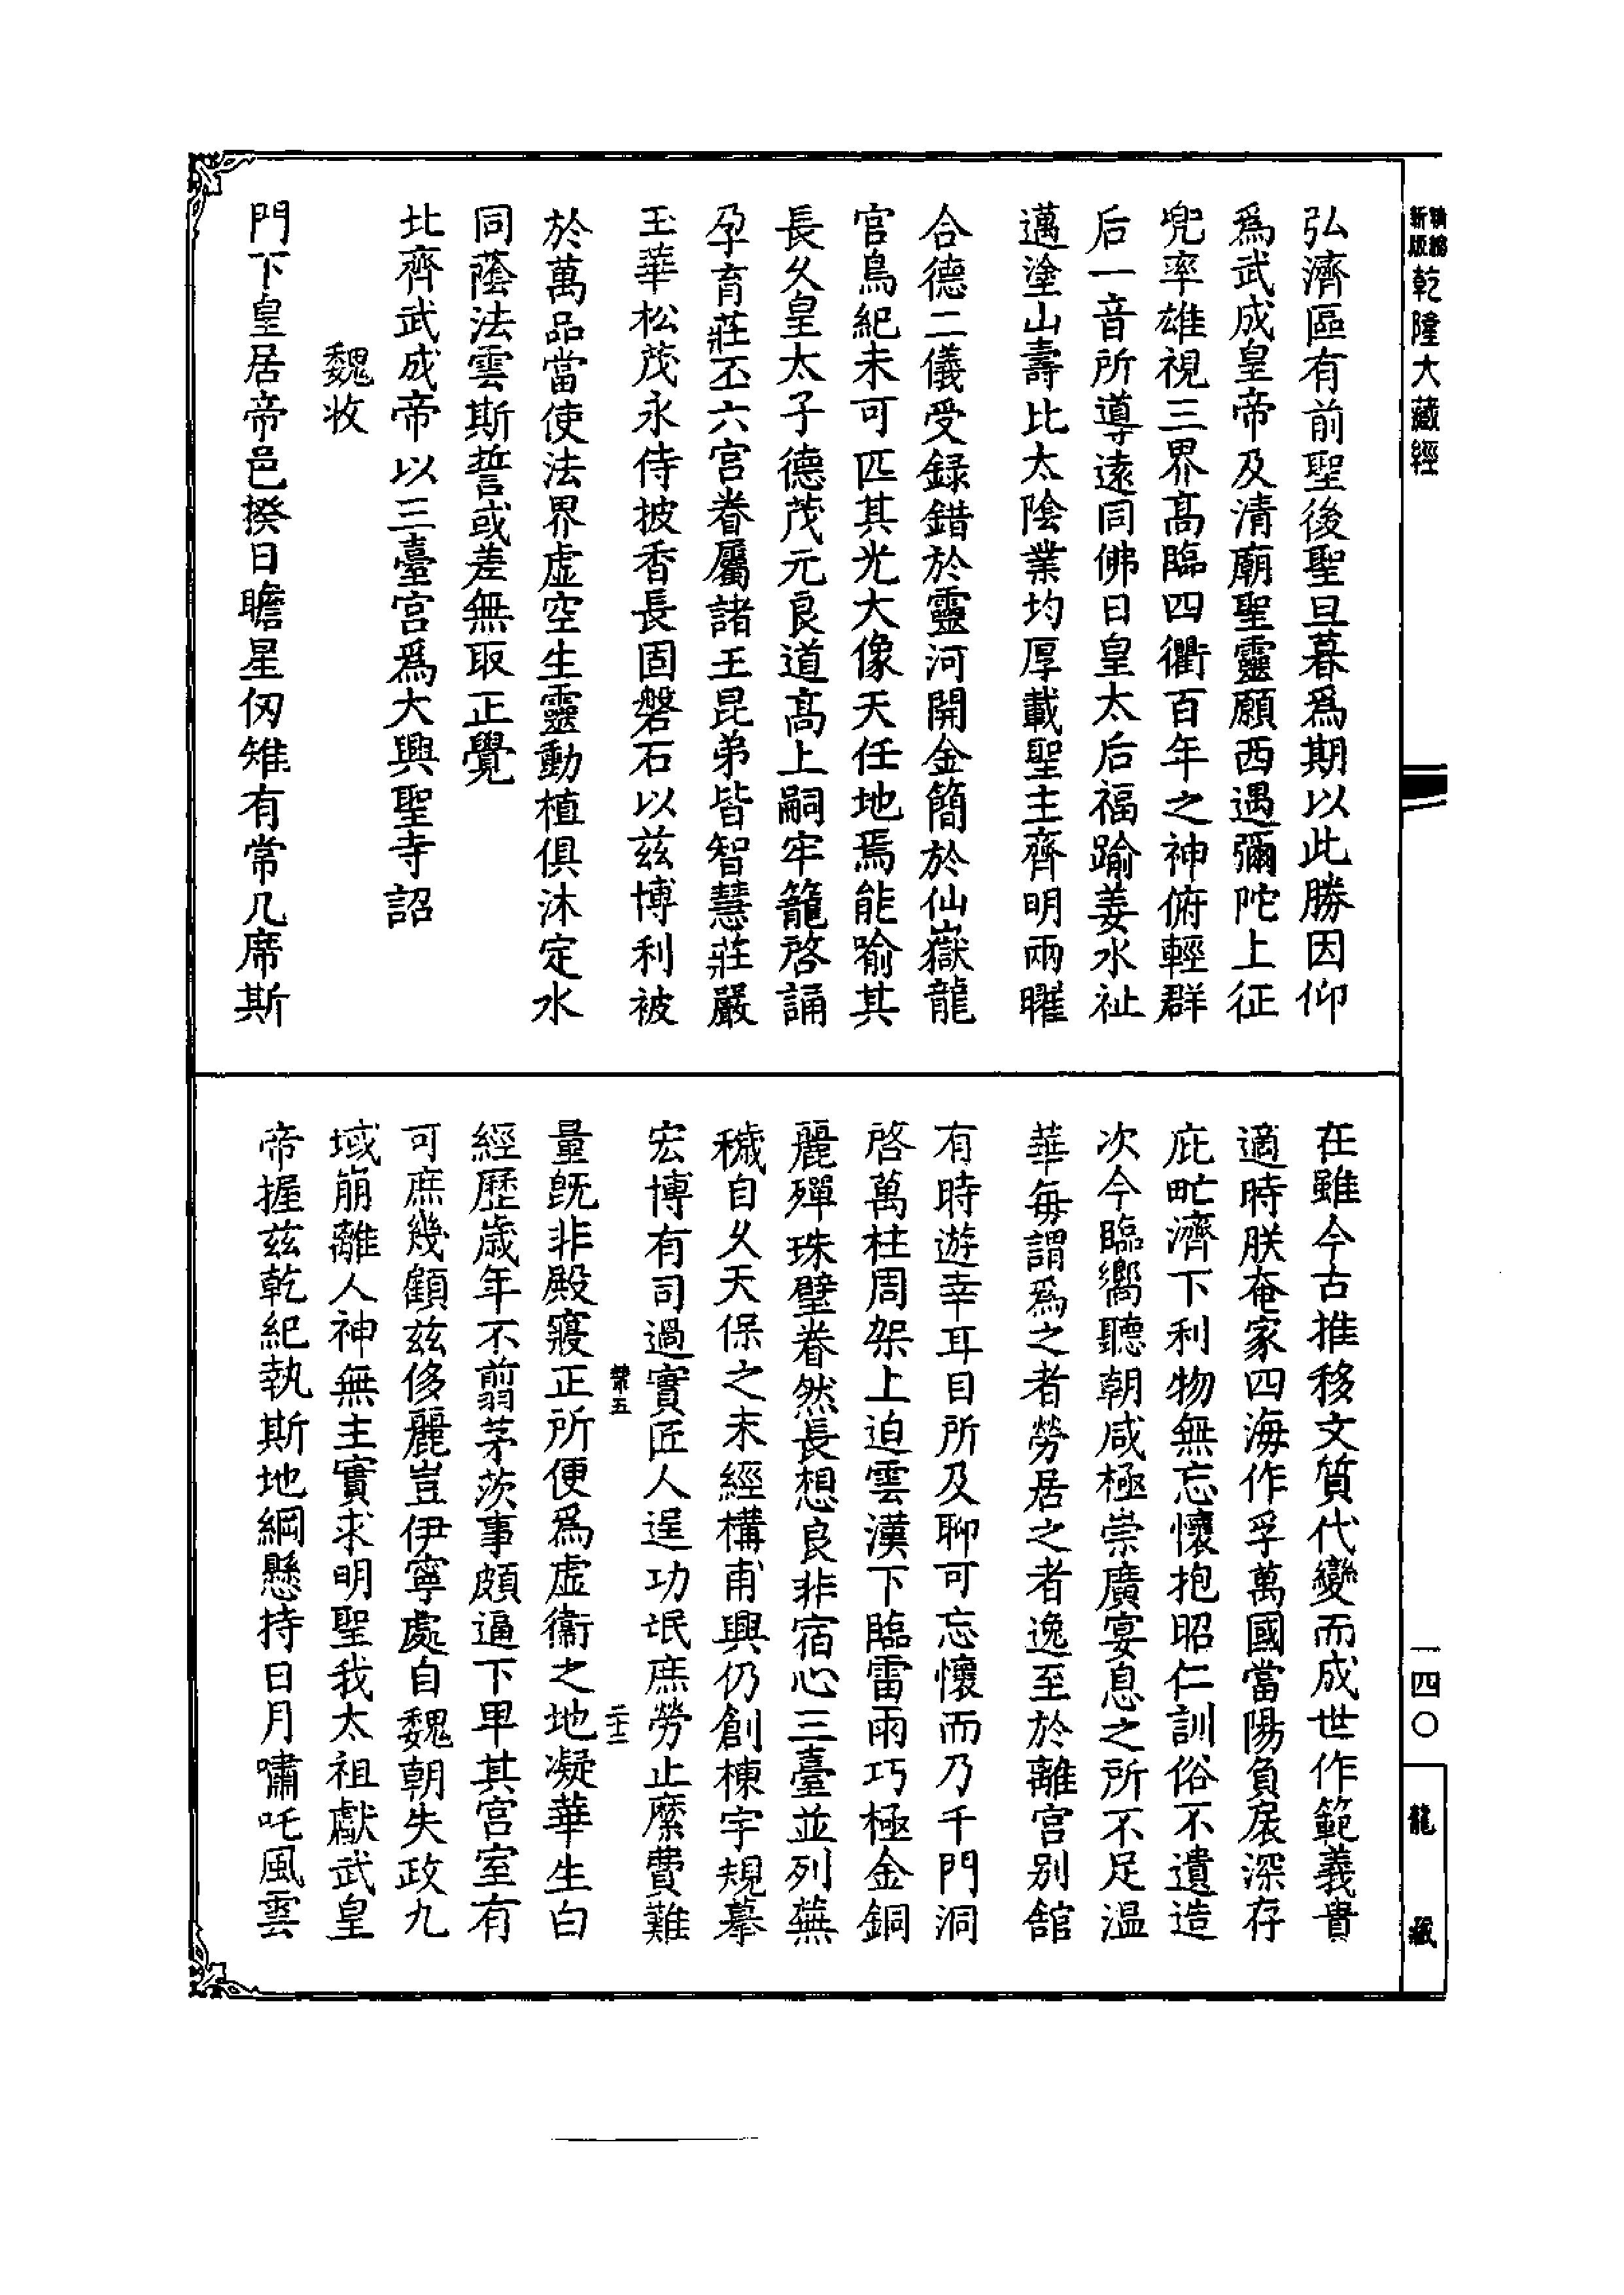 新版精縮乾隆大藏經
弘濟區有前聖後聖旦暮爲期以此勝因仰
爲武成皇帝及清廟聖靈願西遇彌陀上征
兜率雄視三界高臨四衢百年之神俯輕群
后一音所導遠同佛日皇太后福踰姜水祉
邁塗山壽比太陰業均厚載聖主齊明兩曜
合德二儀受録錯於靈河開金簡於仙嶽龍
官鳥紀未可匹其光大像天任地焉能喻其
長久皇太子德茂元良道高上嗣牢籠啓誦
孕育莊丕六宫眷屬諸王昆弟皆智慧莊嚴
玉華松茂永侍披香長固磐石以兹博利被
於萬品當使法界虚空生靈動植俱沐定水
同蔭法雲斯誓或差無取正覺
北齊武成帝以三臺宫爲大興聖寺詔
魏收
門下皇居帝邑揆日瞻星仭雉有常几席斯
在雖今古推移文質代變而成世作範義貴
適時朕奄家四海作孚萬國當陽負扆深存
庇甿濟下利物無忘懷抱昭仁訓俗不遺造
次今臨嚮聽朝咸極崇廣宴息之所不足温
華每謂爲之者勞居之者逸至於離宫别舘
有時遊幸耳目所及聊可忘懷而乃千門洞
啓萬柱周架上迫雲漢下臨雷雨巧極金銅
麗殫珠璧眷然長想良非宿心三臺並列蕪
穢自久天保之末經構甫興仍創棟宇規摹
宏博有司過實匠人逞功氓庶勞止糜費難
量旣非殿寢正所便爲虚衛之地凝華生白
經歷歲年不翦茅茨事頗逼下卑其宫室有
可庶幾顧兹侈麗豈伊寧處自魏朝失政九
域崩離人神無主實求明聖我太祖獻武皇
帝握兹乾紀執斯地綱懸持日月嘯吒風雲
一四〇
龍藏